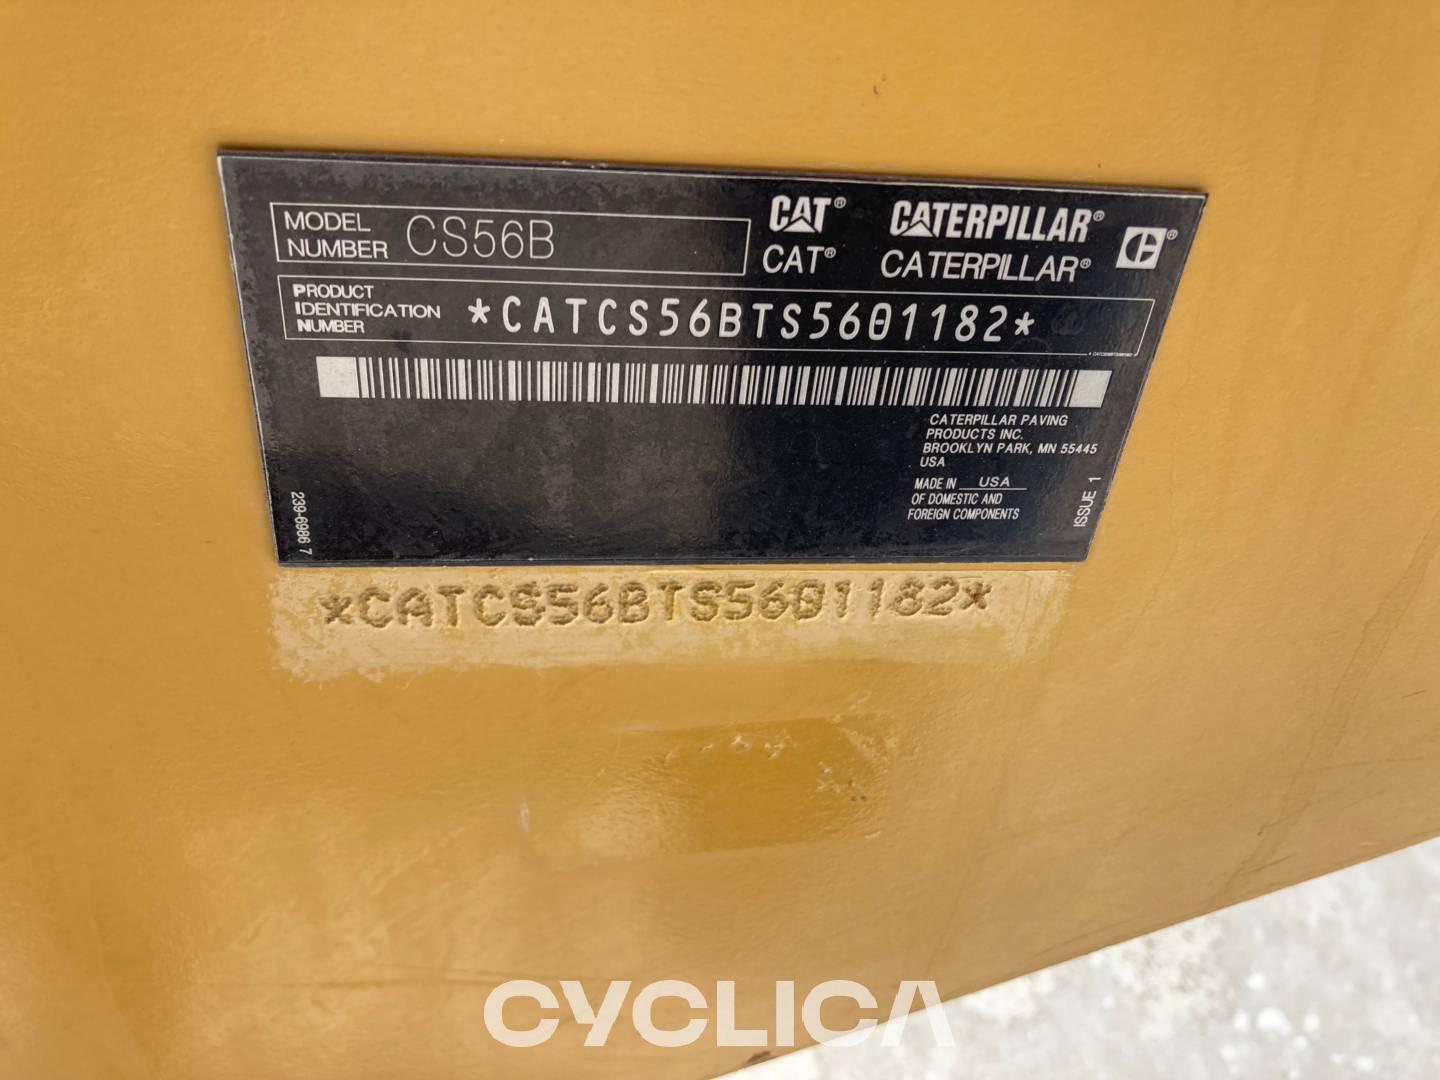 MODEL NUMBER CS56B
CAT® CATERPILLAR®
CAT® CATERPILLAR®
PRODUCT
IDENTIFICATION
NUMBER
*CATCS56BTS5601182*
CATERPILLAR PAVING
PRODUCTS INC.
BROOKLYN PARK, MN 55445
USA
MADE IN USA
OF DOMESTIC AND
FOREIGN COMPONENTS
ISSUE 1
239-6986 7
*CATCS56BTS5601182*
CYCLICA